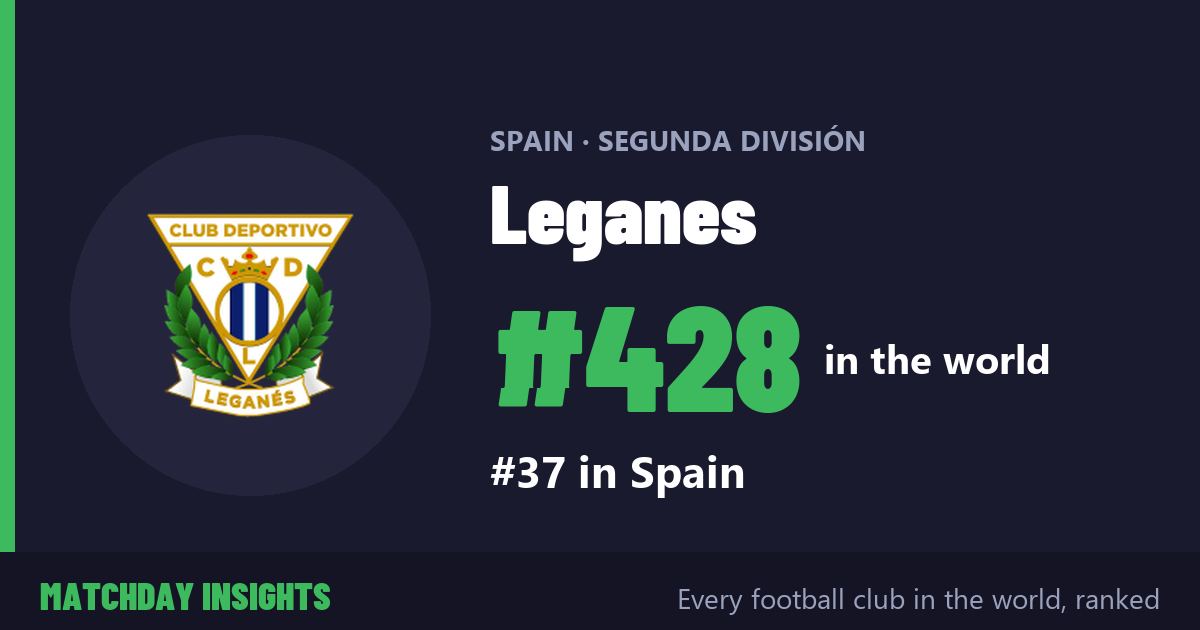 SPAIN · SEGUNDA DIVISIÓN
Leganes
CLUB DEPORTIVO
C D
L
LEGANÉS
#428 in the world
#37 in Spain
MATCHDAY INSIGHTS
Every football club in the world, ranked